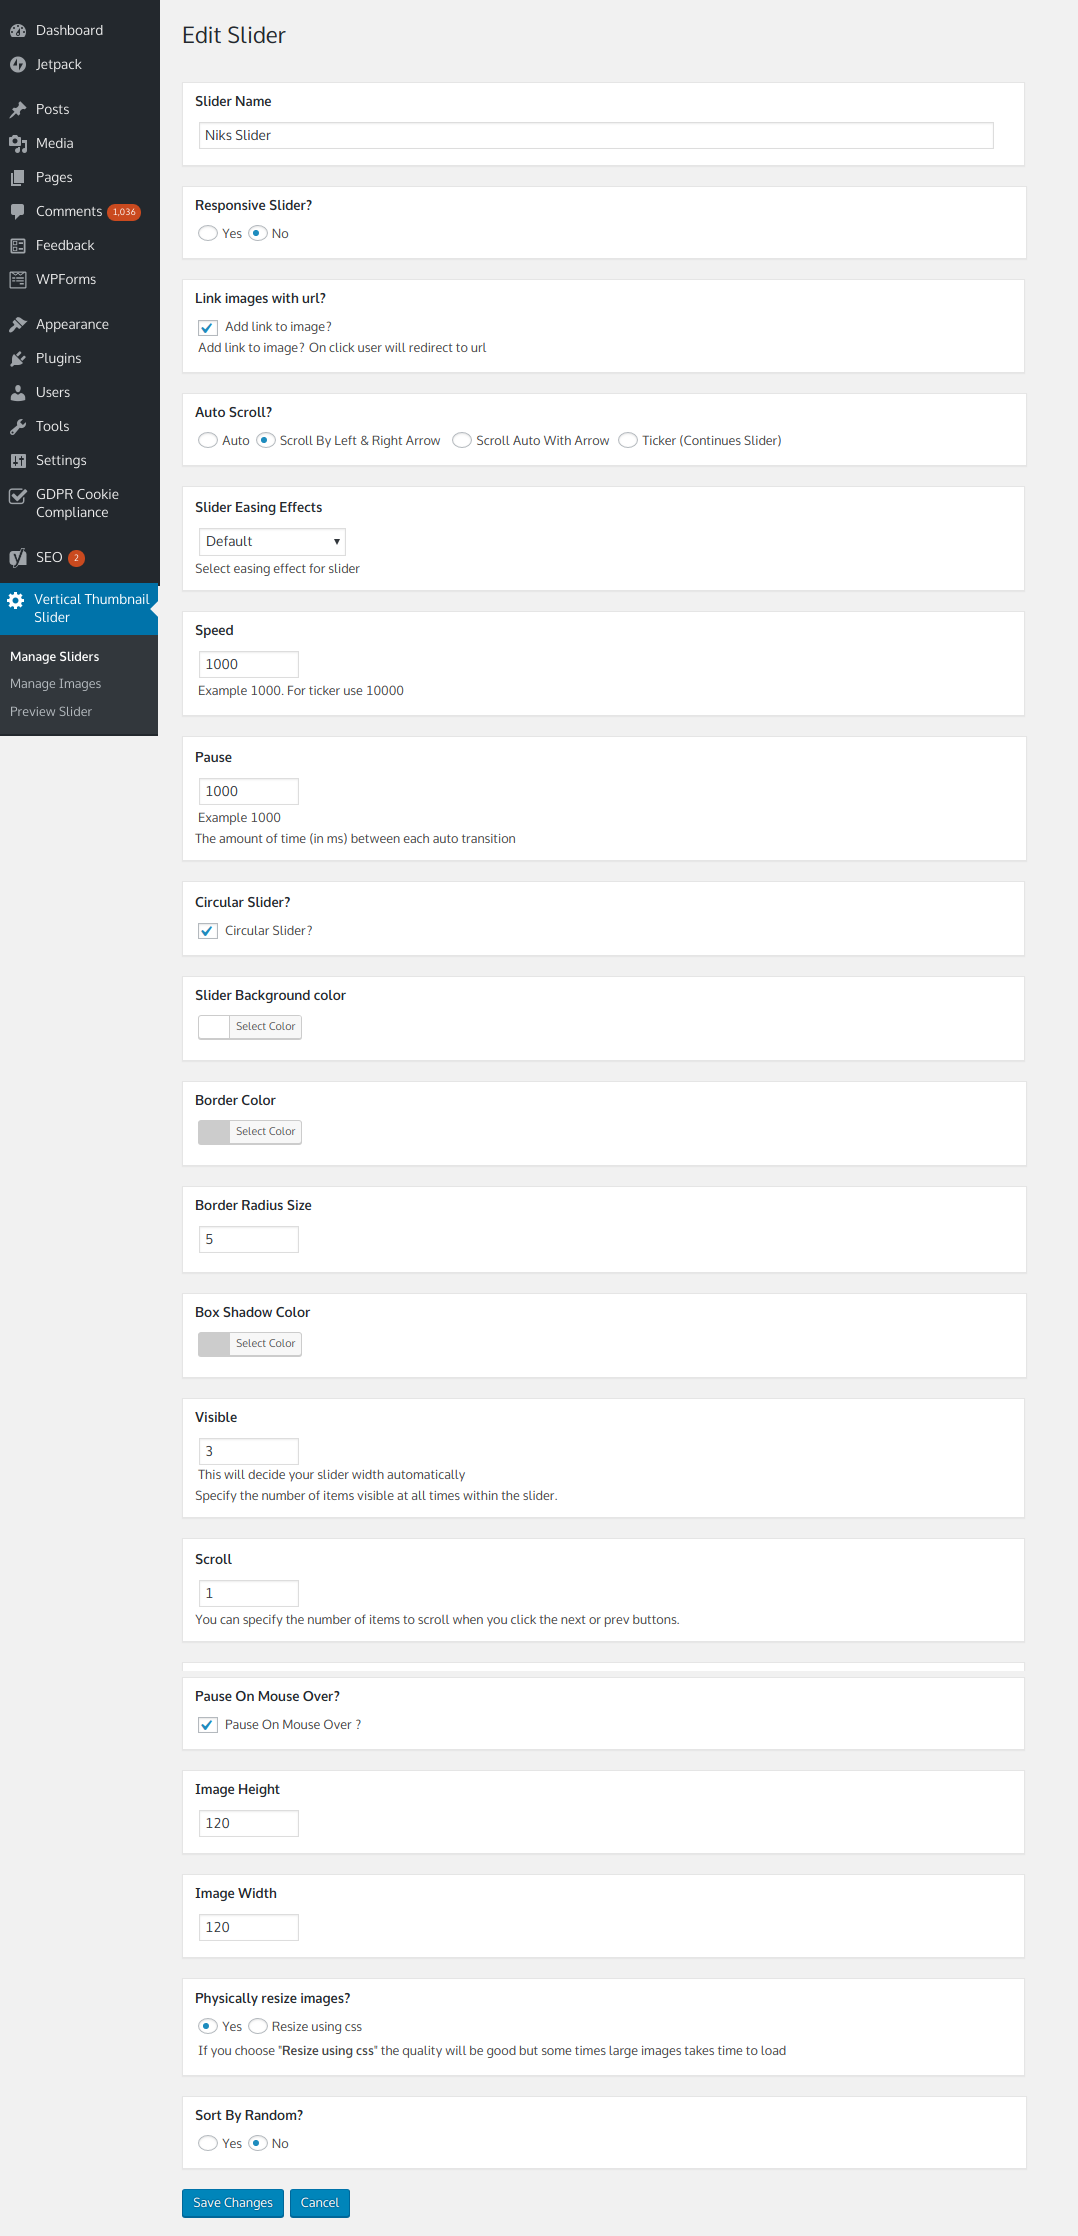 Dashboard
Jetpack
Posts
Media
Pages
Comments 1,036
Feedback
WPForms
Appearance
Plugins
Users
Tools
Settings
GDPR Cookie
Compliance
SEO 2
Vertical Thumbnail
Slider
Manage Sliders
Manage Images
Preview Slider
Edit Slider
Slider Name
Niks Slider
Responsive Slider?
Yes No
Link images with url?
Add link to image?
Add link to image? On click user will redirect to url
Auto Scroll?
Auto Scroll By Left & Right Arrow Scroll Auto With Arrow Ticker (Continues Slider)
Slider Easing Effects
Default
Select easing effect for slider
Speed
1000
Example 1000. For ticker use 10000
Pause
1000
Example 1000
The amount of time (in ms) between each auto transition
Circular Slider?
Circular Slider?
Slider Background color
Select Color
Border Color
Select Color
Border Radius Size
5
Box Shadow Color
Select Color
Visible
3
This will decide your slider width automatically
Specify the number of items visible at all times within the slider.
Scroll
1
You can specify the number of items to scroll when you click the next or prev buttons.
Pause On Mouse Over?
Pause On Mouse Over ?
Image Height
120
Image Width
120
Physically resize images?
Yes Resize using css
If you choose "Resize using css" the quality will be good but some times large images takes time to load
Sort By Random?
Yes No
Save Changes Cancel